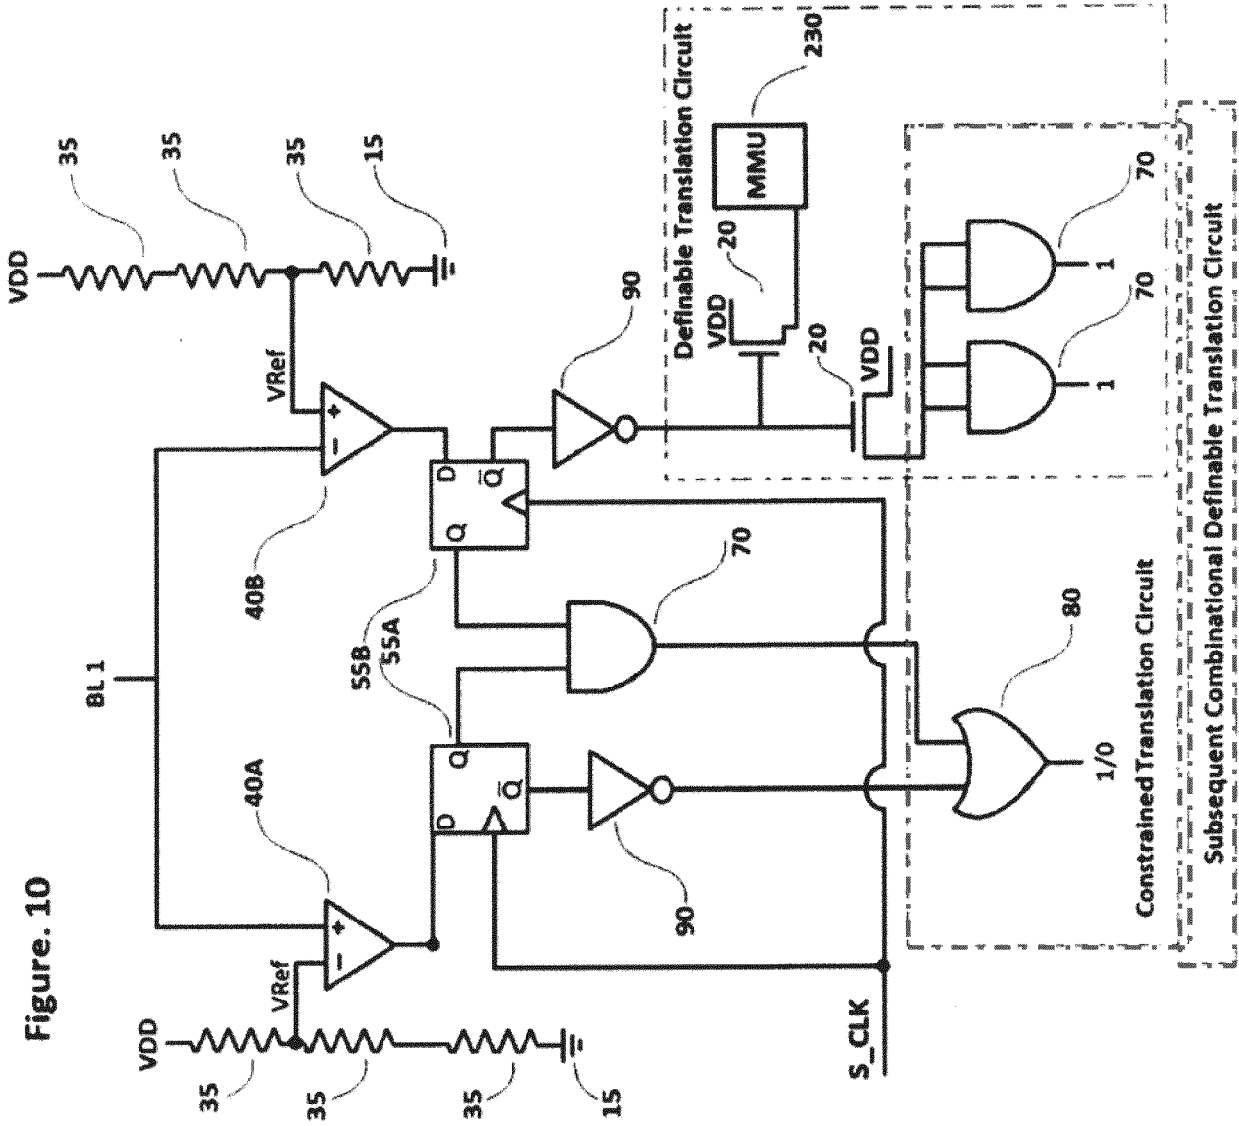 Figure. 10
BL1
VDD
VDD
35
35
35
35
35
35
15
15
VRef
VRef
40A
40B
+
-
+
-
D
Q
Q̅
D
Q
Q̅
55B
55A
90
90
70
Definable Translation Circuit
VDD
20
MMU
230
20
VDD
S_CLK
70
70
1
1
80
1/0
Constrained Translation Circuit
Subsequent Combinational Definable Translation Circuit